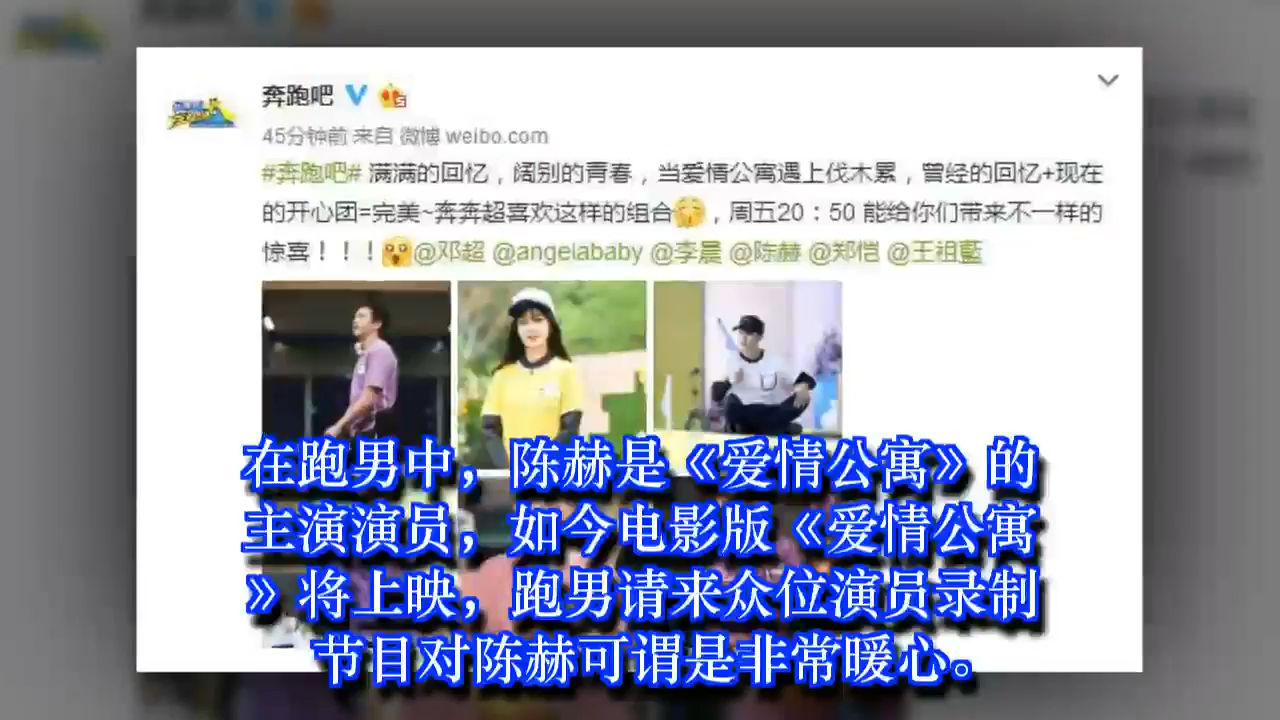 奔跑吧
45分钟前 来自 微博 weibo.com
#奔跑吧# 满满的回忆，阔别的青春，当爱情公寓遇上伐木累，曾经的回忆+现在
的开心团=完美~奔奔超喜欢这样的组合，周五20：50 能给你们带来不一样的
惊喜！！！@邓超 @angelababy @李晨 @陈赫 @郑恺 @王祖藍
在跑男中，陈赫是《爱情公寓》的
主演演员，如今电影版《爱情公寓
》将上映，跑男请来众位演员录制
节目对陈赫可谓是非常暖心。